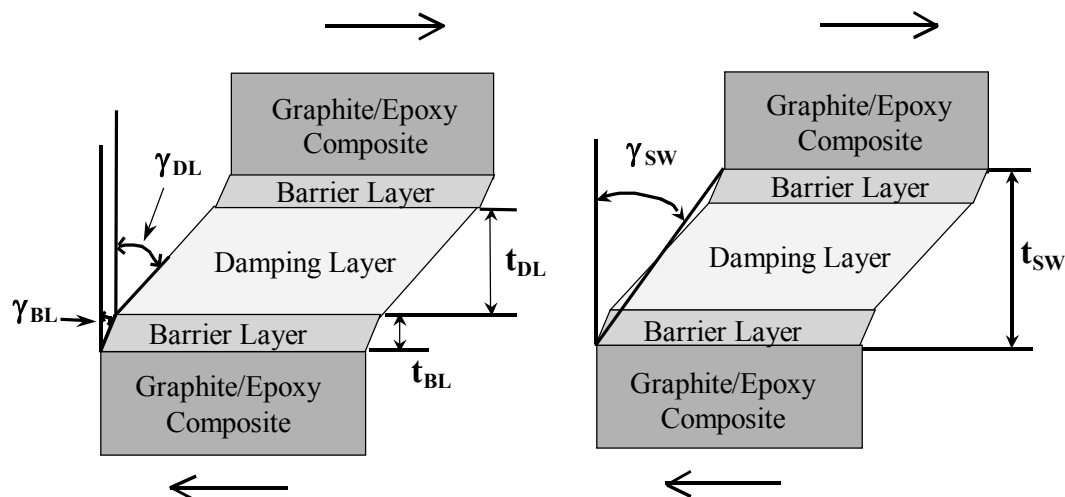 Graphite/Epoxy
Composite
γDL
Barrier Layer
Damping Layer
tDL
γBL
Barrier Layer
tBL
Graphite/Epoxy
Composite
Graphite/Epoxy
Composite
γSW
Barrier Layer
Damping Layer
tSW
Barrier Layer
Graphite/Epoxy
Composite